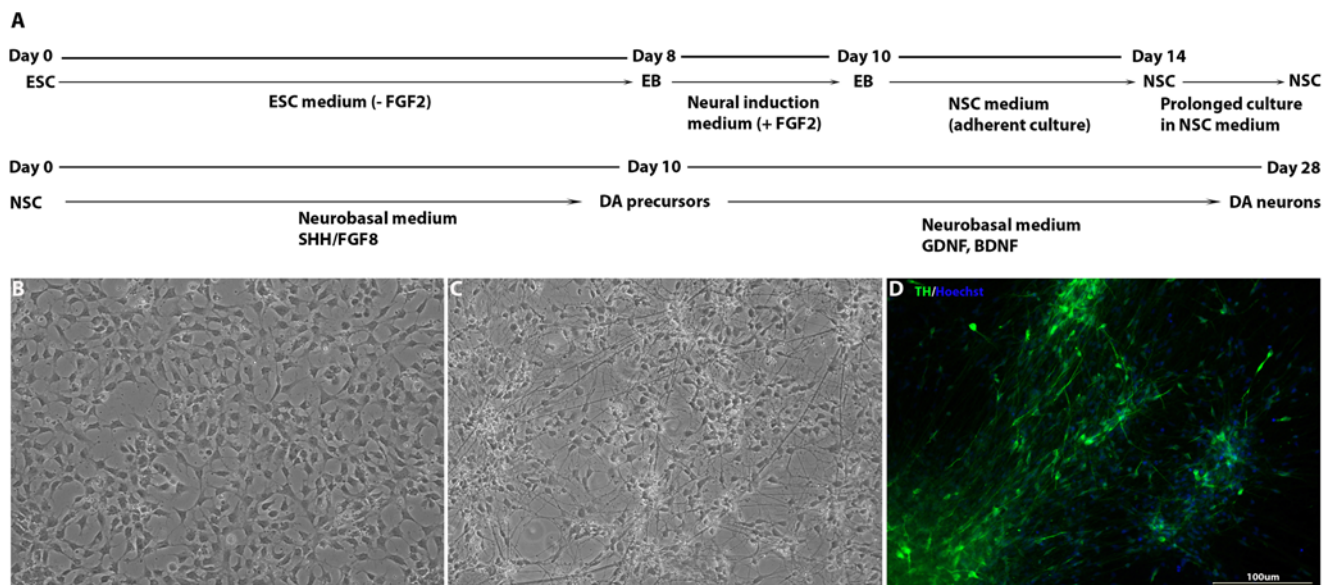 A
Day 0 Day 8 Day 10 Day 14
ESC EB EB NSC NSC
ESC medium (- FGF2)
Neural induction
medium (+ FGF2)
NSC medium
(adherent culture)
Prolonged culture
in NSC medium
Day 0 Day 10 Day 28
NSC DA precursors DA neurons
Neurobasal medium
SHH/FGF8
Neurobasal medium
GDNF, BDNF
B
C
D
TH/Hoechst
100um